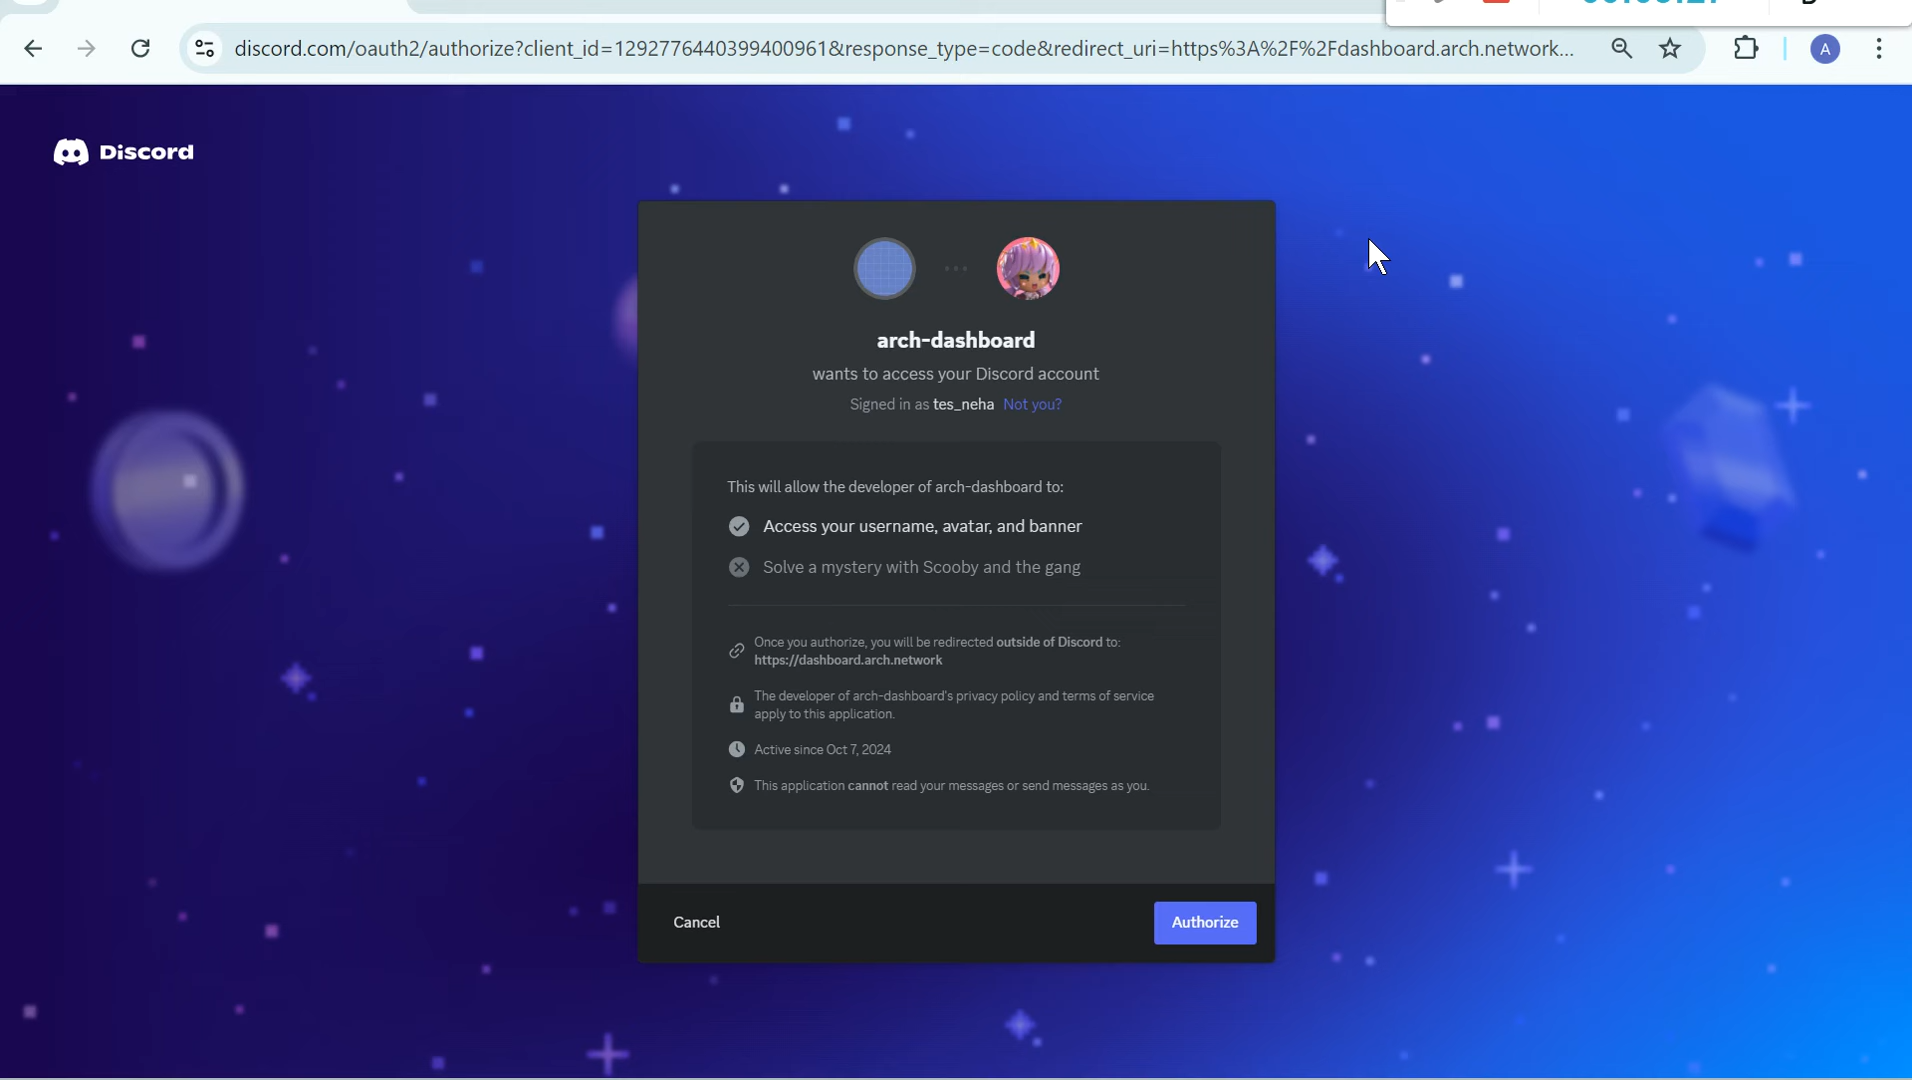 discord.com/oauth2/authorize?client_id=1292776440399400961&response_type=code&redirect_uri=https%3A%2F%2Fdashboard.arch.network...
A
Discord
arch-dashboard
wants to access your Discord account
Signed in as tes_neha Not you?
This will allow the developer of arch-dashboard to:
Access your username, avatar, and banner
Solve a mystery with Scooby and the gang
Once you authorize, you will be redirected outside of Discord to:
https://dashboard.arch.network
The developer of arch-dashboard's privacy policy and terms of service
apply to this application.
Active since Oct 7, 2024
This application cannot read your messages or send messages as you.
Cancel
Authorize